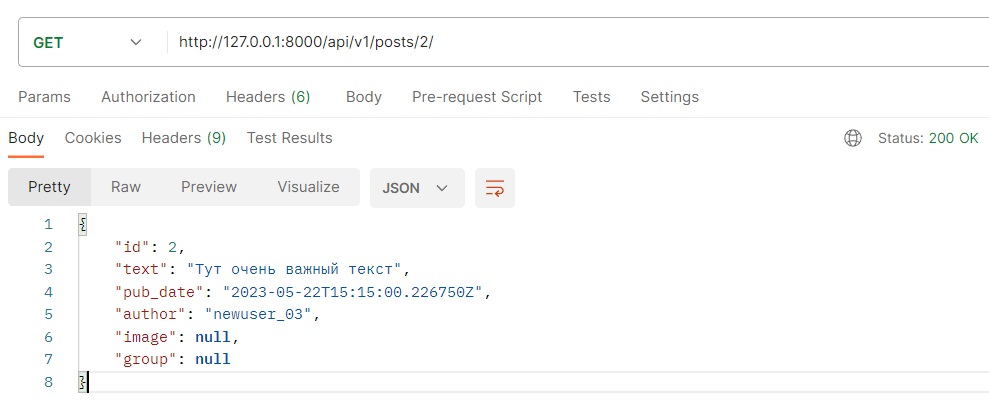 GET http://127.0.0.1:8000/api/v1/posts/2/
Params Authorization Headers (6) Body Pre-request Script Tests Settings
Body Cookies Headers (9) Test Results Status: 200 OK
Pretty Raw Preview Visualize JSON
1 {
2 "id": 2,
3 "text": "Тут очень важный текст",
4 "pub_date": "2023-05-22T15:15:00.226750Z",
5 "author": "newuser_03",
6 "image": null,
7 "group": null
8 }